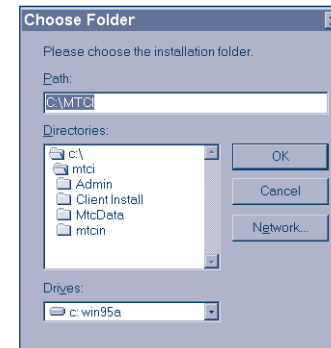 Choose Folder
Please choose the installation folder.
Path:
C:\MTCI
Directories:
c:\
mtci
Admin
Client Install
MtcData
mtcin
OK
Cancel
Network...
Drives:
c: win95a